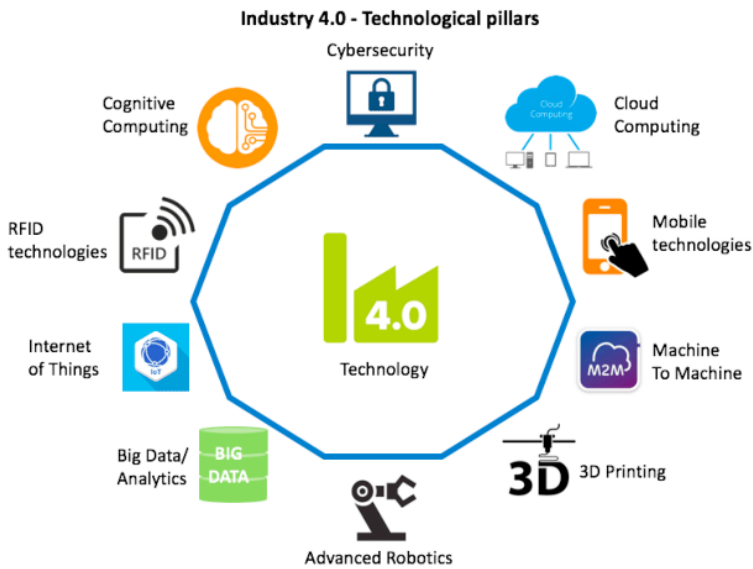 Industry 4.0 - Technological pillars
Cybersecurity
Cognitive
Computing
Cloud
Computing
Cloud
Computing
RFID
technologies
RFID
Mobile
technologies
4.0
Technology
Internet
of Things
IoT
M2M
Machine
To Machine
Big Data/
Analytics
BIG
DATA
3D
3D Printing
Advanced Robotics